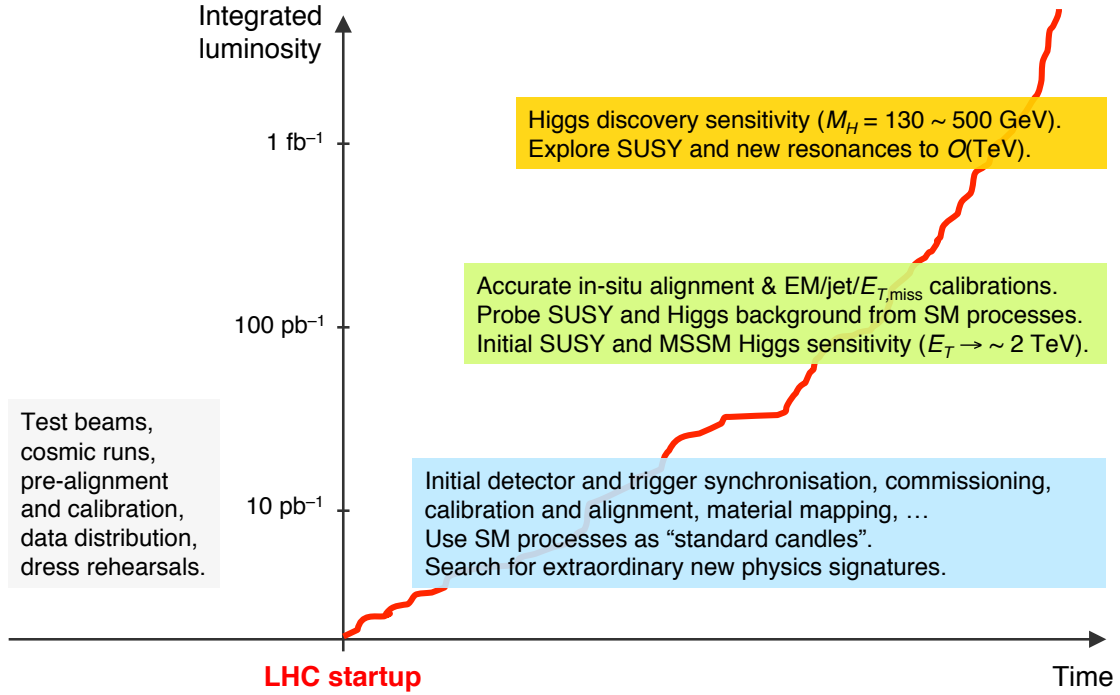 Integrated
luminosity
Higgs discovery sensitivity (M_H = 130 ~ 500 GeV).
Explore SUSY and new resonances to O(TeV).
1 fb⁻¹
Accurate in-situ alignment & EM/jet/E_T,miss calibrations.
Probe SUSY and Higgs background from SM processes.
Initial SUSY and MSSM Higgs sensitivity (E_T → ~ 2 TeV).
100 pb⁻¹
Test beams,
cosmic runs,
pre-alignment
and calibration,
data distribution,
dress rehearsals.
10 pb⁻¹
Initial detector and trigger synchronisation, commissioning,
calibration and alignment, material mapping, …
Use SM processes as “standard candles”.
Search for extraordinary new physics signatures.
LHC startup
Time